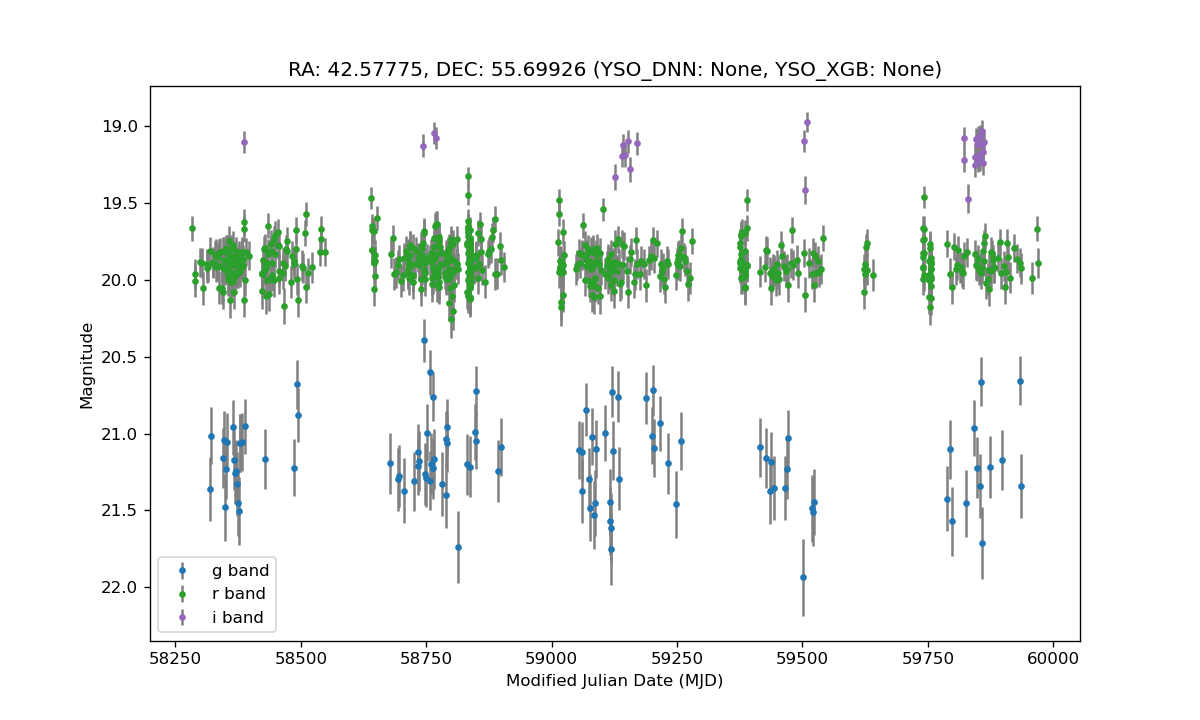 RA: 42.57775, DEC: 55.69926 (YSO_DNN: None, YSO_XGB: None)
19.0
19.5
20.0
20.5
21.0
21.5
22.0
Magnitude
g band
r band
i band
58250 58500 58750 59000 59250 59500 59750 60000
Modified Julian Date (MJD)